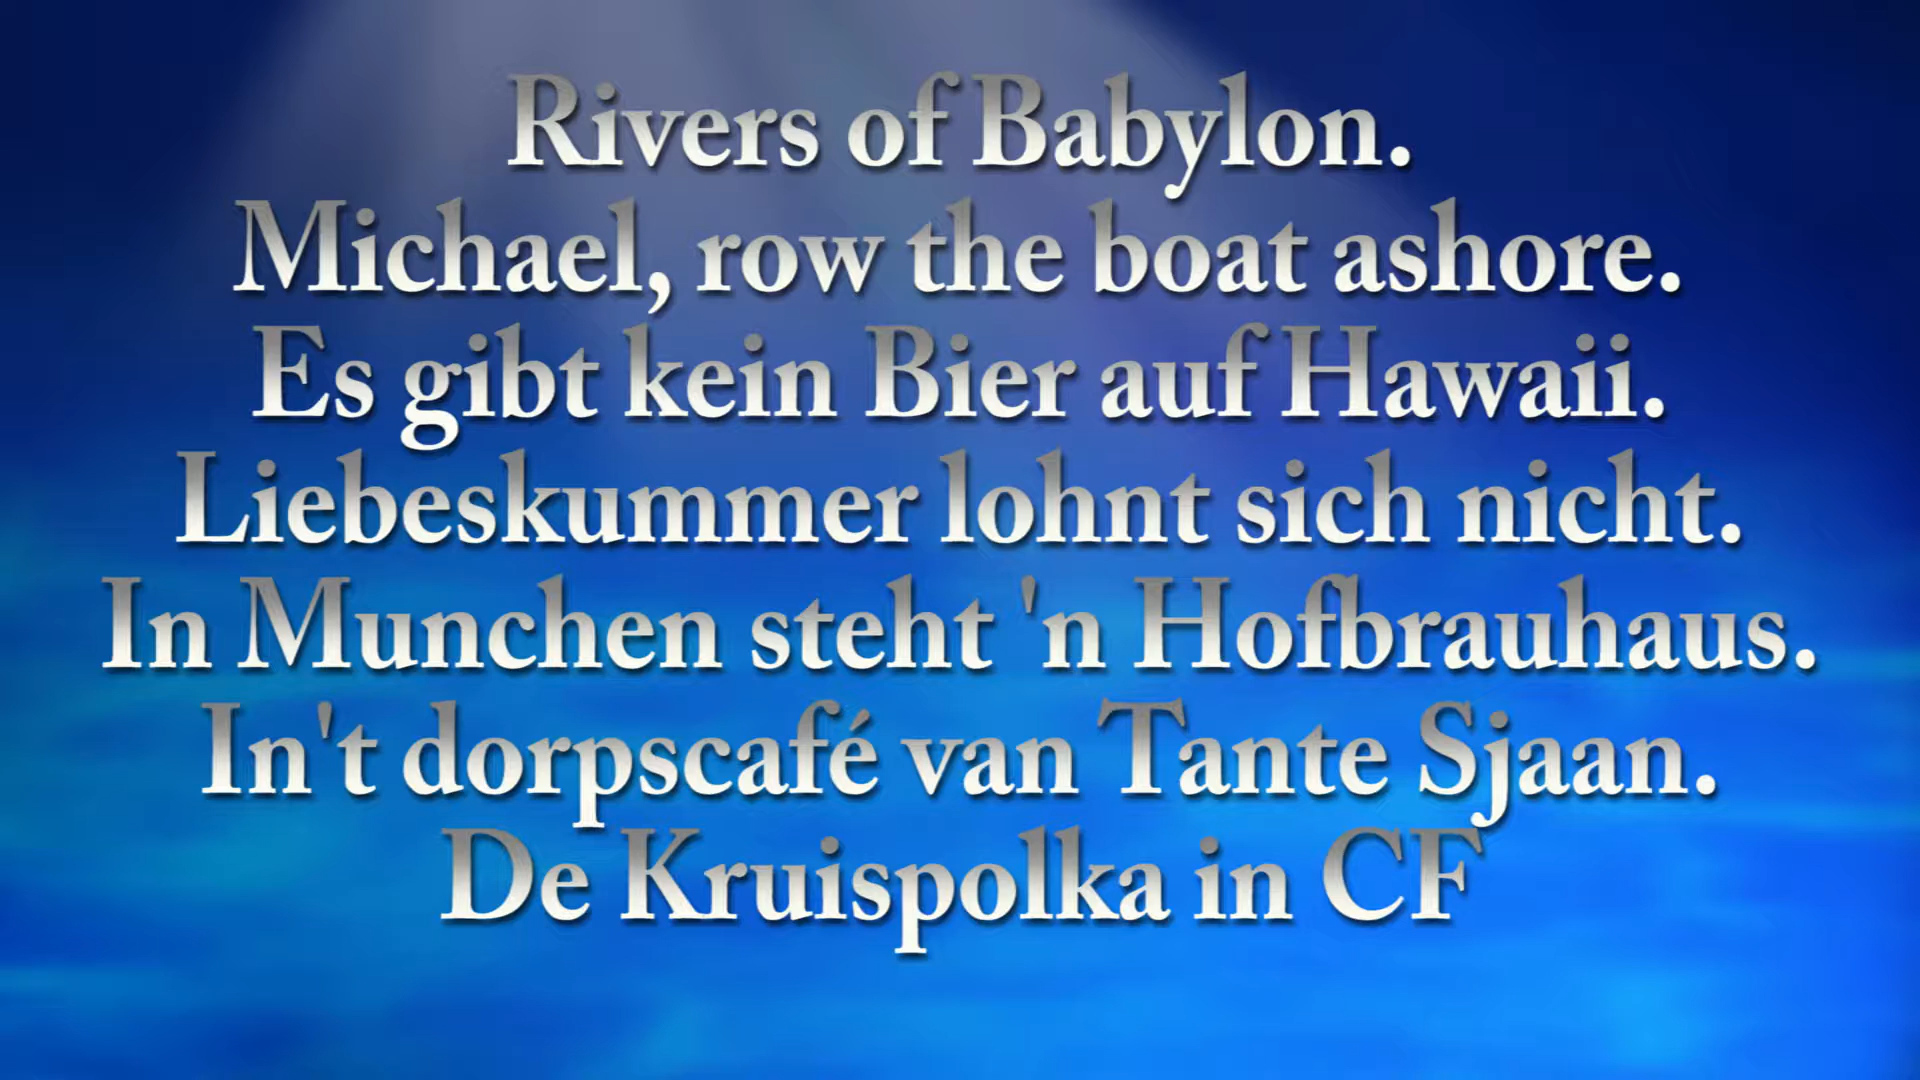 Rivers of Babylon.
Michael, row the boat ashore.
Es gibt kein Bier auf Hawaii.
Liebeskummer lohnt sich nicht.
In Munchen steht 'n Hofbrauhaus.
In't dorpscafé van Tante Sjaan.
De Kruispolka in CF